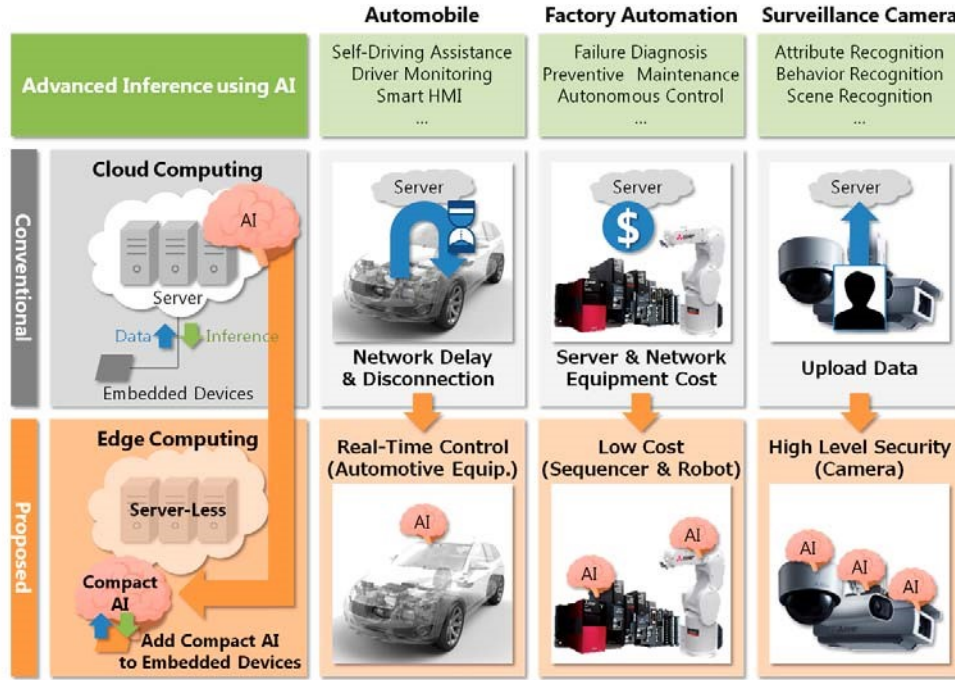 Automobile
Factory Automation
Surveillance Camera
Advanced Inference using AI
Self-Driving Assistance
Driver Monitoring
Smart HMI
...
Failure Diagnosis
Preventive Maintenance
Autonomous Control
...
Attribute Recognition
Behavior Recognition
Scene Recognition
...
Conventional
Cloud Computing
AI
Server
Data
Inference
Embedded Devices
Server
Network Delay
& Disconnection
Server
$
Server & Network
Equipment Cost
Server
Upload Data
Proposed
Edge Computing
Server-Less
Compact
AI
Add Compact AI
to Embedded Devices
Real-Time Control
(Automotive Equip.)
AI
Low Cost
(Sequencer & Robot)
AI
AI
High Level Security
(Camera)
AI
AI
AI